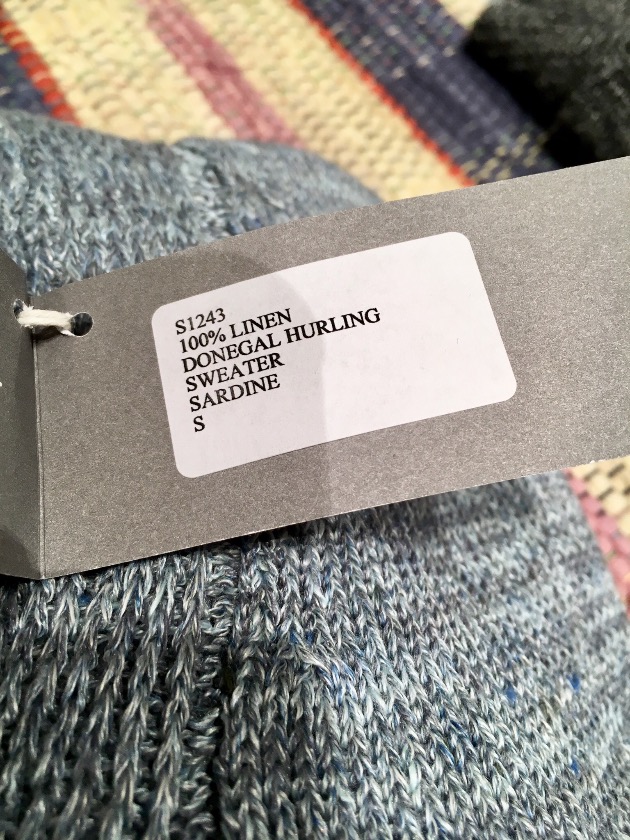 S1243
100% LINEN
DONEGAL HURLING
SWEATER
SARDINE
S